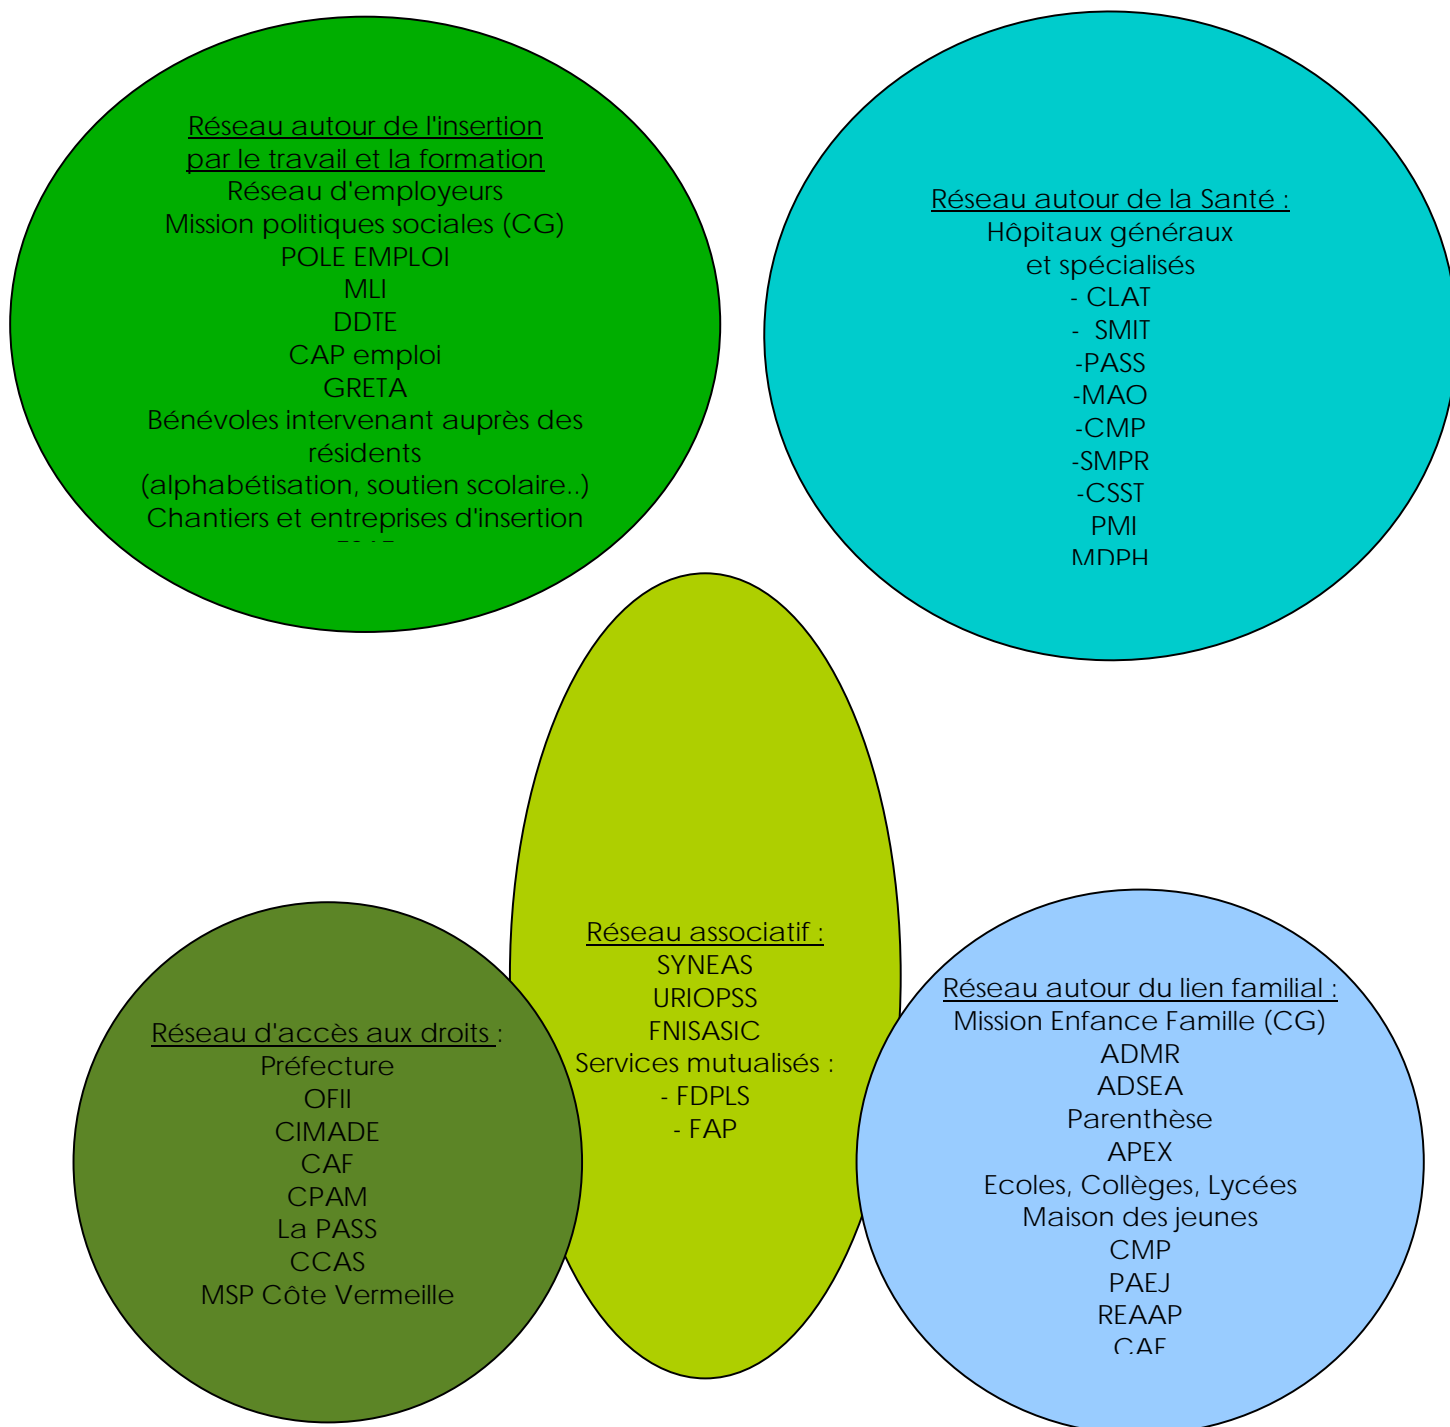 Réseau autour de l'insertion
par le travail et la formation
Réseau d'employeurs
Mission politiques sociales (CG)
POLE EMPLOI
MLI
DDTE
CAP emploi
GRETA
Bénévoles intervenant auprès des
résidents
(alphabétisation, soutien scolaire..)
Chantiers et entreprises d'insertion
Réseau autour de la Santé :
Hôpitaux généraux
et spécialisés
- CLAT
- SMIT
-PASS
-MAO
-CMP
-SMPR
-CSST
PMI
MDPH
Réseau associatif :
SYNEAS
URIOPSS
FNISASIC
Services mutualisés :
- FDPLS
- FAP
Réseau d'accès aux droits :
Préfecture
OFII
CIMADE
CAF
CPAM
La PASS
CCAS
MSP Côte Vermeille
Réseau autour du lien familial :
Mission Enfance Famille (CG)
ADMR
ADSEA
Parenthèse
APEX
Ecoles, Collèges, Lycées
Maison des jeunes
CMP
PAEJ
REAAP
CAF